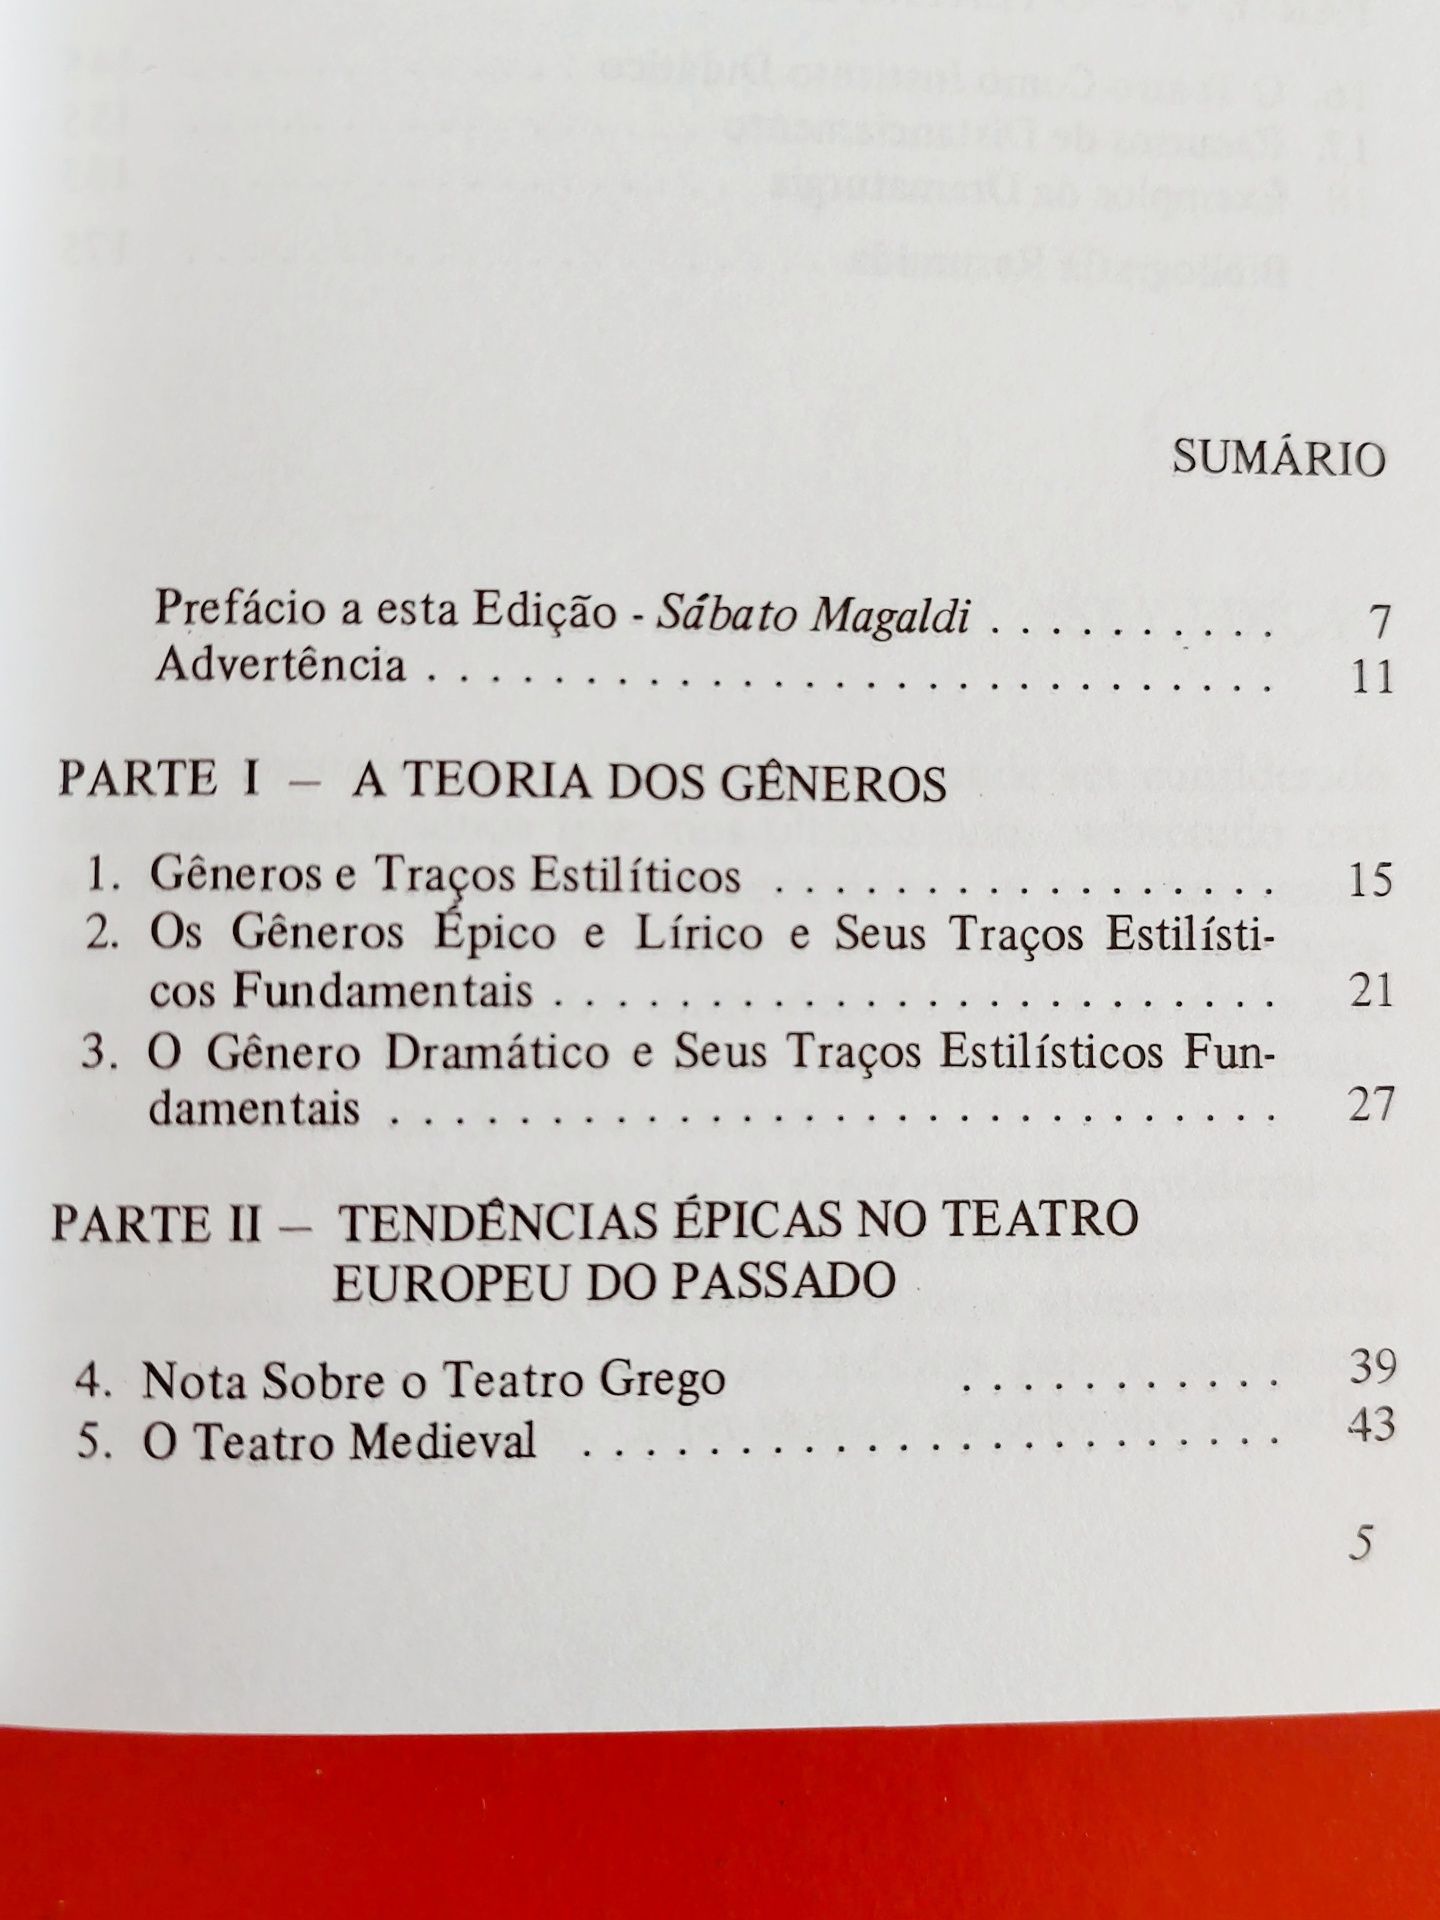 SUMÁRIO
Prefácio a esta Edição - Sábato Magaldi . . . . . . . . . . 7
Advertência . . . . . . . . . . . . . . . . . . . . . . . . . . . 11
PARTE I — A TEORIA DOS GÊNEROS
1. Gêneros e Traços Estilíticos . . . . . . . . . . . . . . . . . 15
2. Os Gêneros Épico e Lírico e Seus Traços Estilísti-
cos Fundamentais . . . . . . . . . . . . . . . . . . . . . . . . 21
3. O Gênero Dramático e Seus Traços Estilísticos Fun-
damentais . . . . . . . . . . . . . . . . . . . . . . . . . . . . . 27
PARTE II — TENDÊNCIAS ÉPICAS NO TEATRO
EUROPEU DO PASSADO
4. Nota Sobre o Teatro Grego . . . . . . . . . . . 39
5. O Teatro Medieval . . . . . . . . . . . . . . . . . . . . . . . 43
5